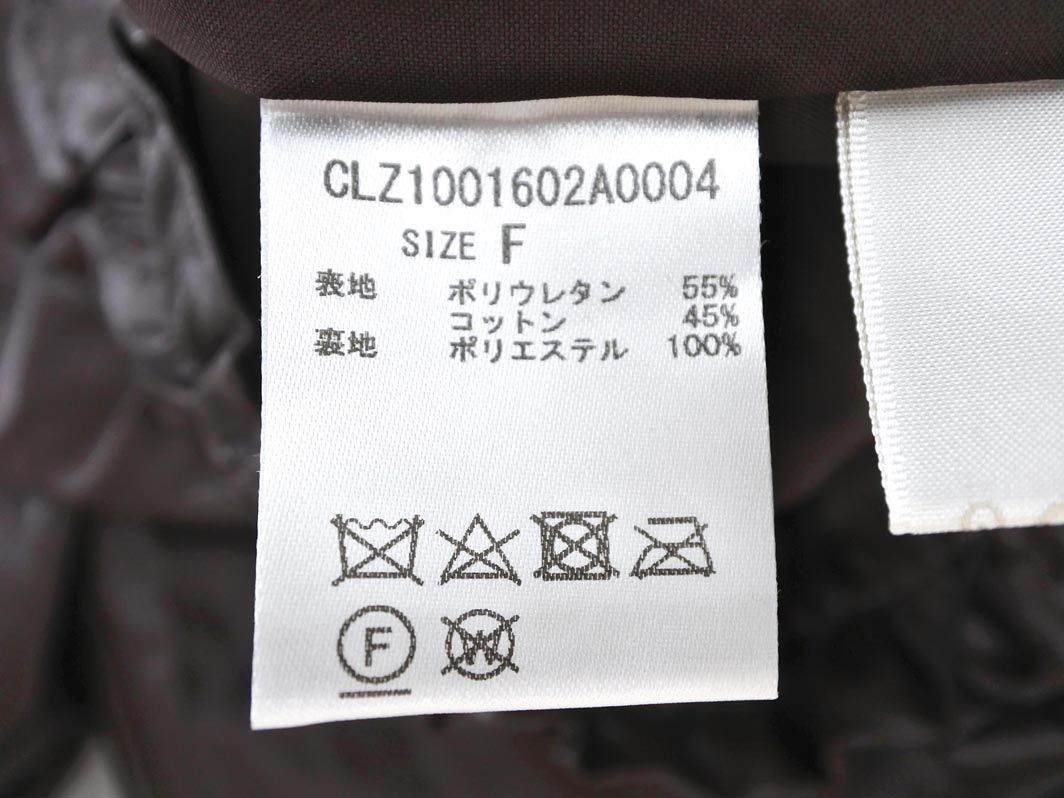 CLZ1001602A0004
SIZE F
表地 ポリウレタン 55%
コットン 45%
裏地 ポリエステル 100%
F
W